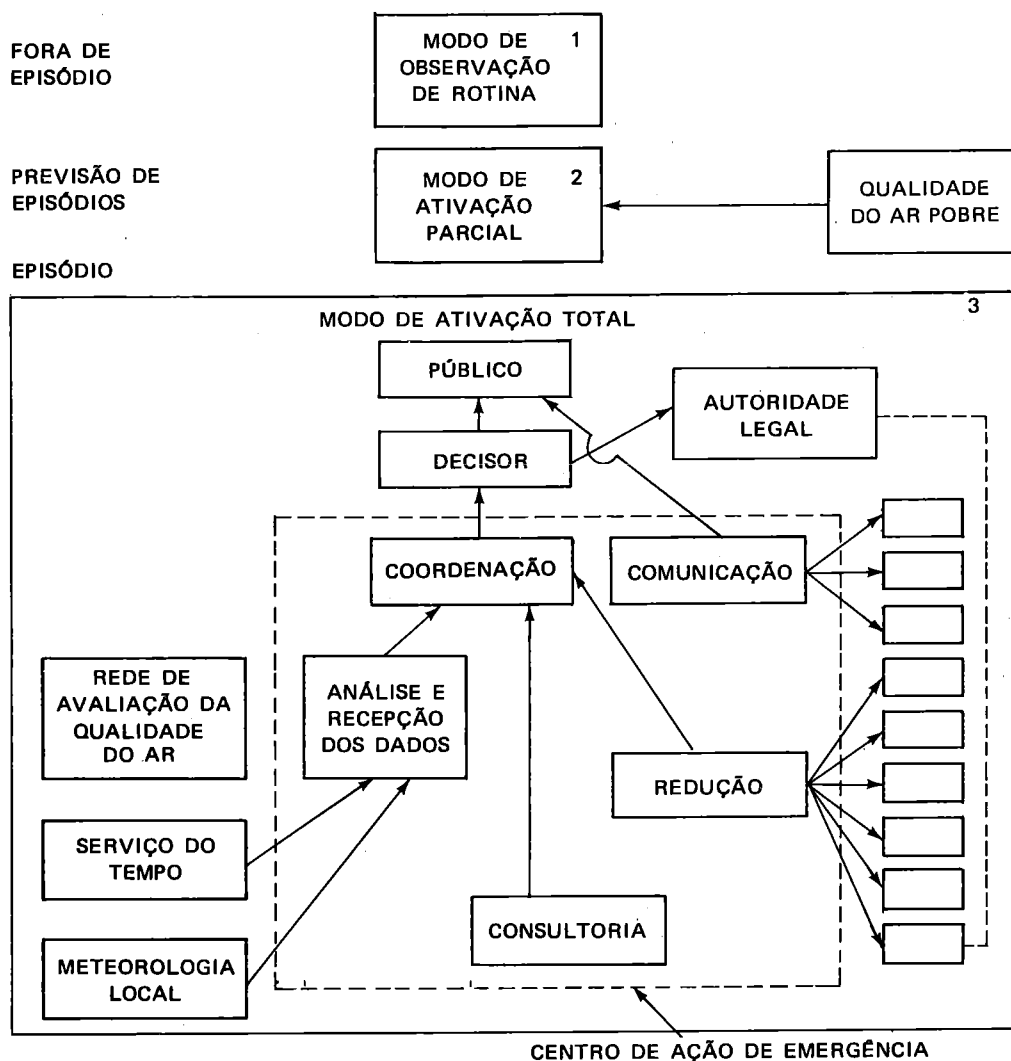 FORA DE
EPISÓDIO
MODO DE 1
OBSERVAÇÃO
DE ROTINA
PREVISÃO DE
EPISÓDIOS
MODO DE 2
ATIVAÇÃO
PARCIAL
QUALIDADE
DO AR POBRE
EPISÓDIO
3
MODO DE ATIVAÇÃO TOTAL
PÚBLICO
AUTORIDADE
LEGAL
DECISOR
COORDENAÇÃO
COMUNICAÇÃO
REDE DE
AVALIAÇÃO DA
QUALIDADE
DO AR
ANÁLISE E
RECEPÇÃO
DOS DADOS
REDUÇÃO
SERVIÇO DO
TEMPO
CONSULTORIA
METEOROLOGIA
LOCAL
CENTRO DE AÇÃO DE EMERGÊNCIA